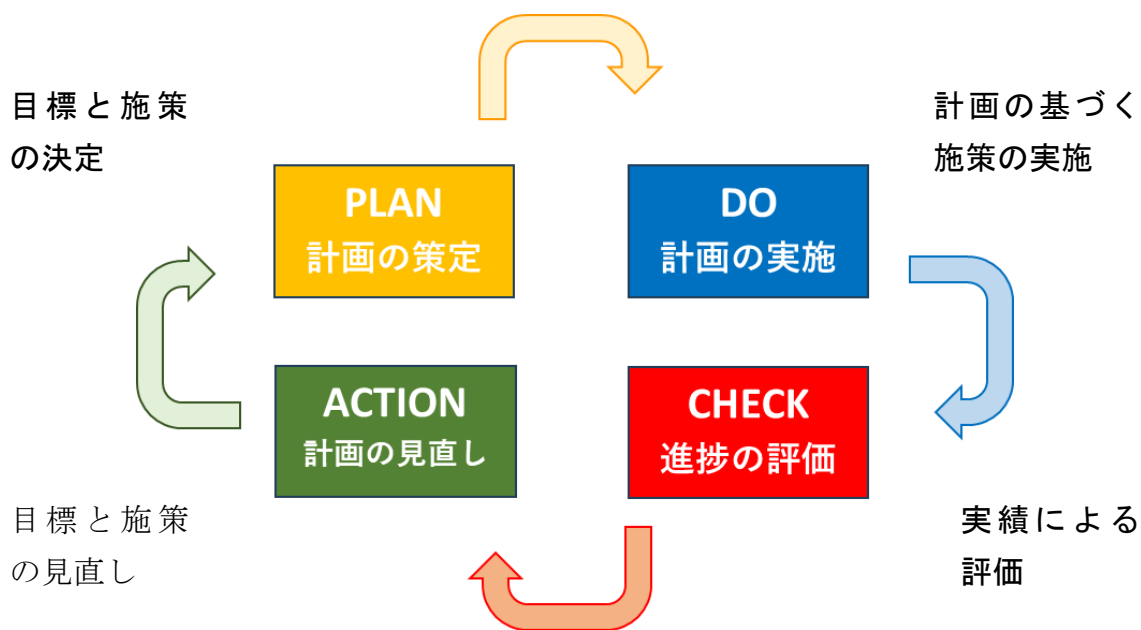 目標と施策
の決定
PLAN
計画の策定
DO
計画の実施
計画の基づく
施策の実施
ACTION
計画の見直し
CHECK
進捗の評価
目標と施策
の見直し
実績による
評価